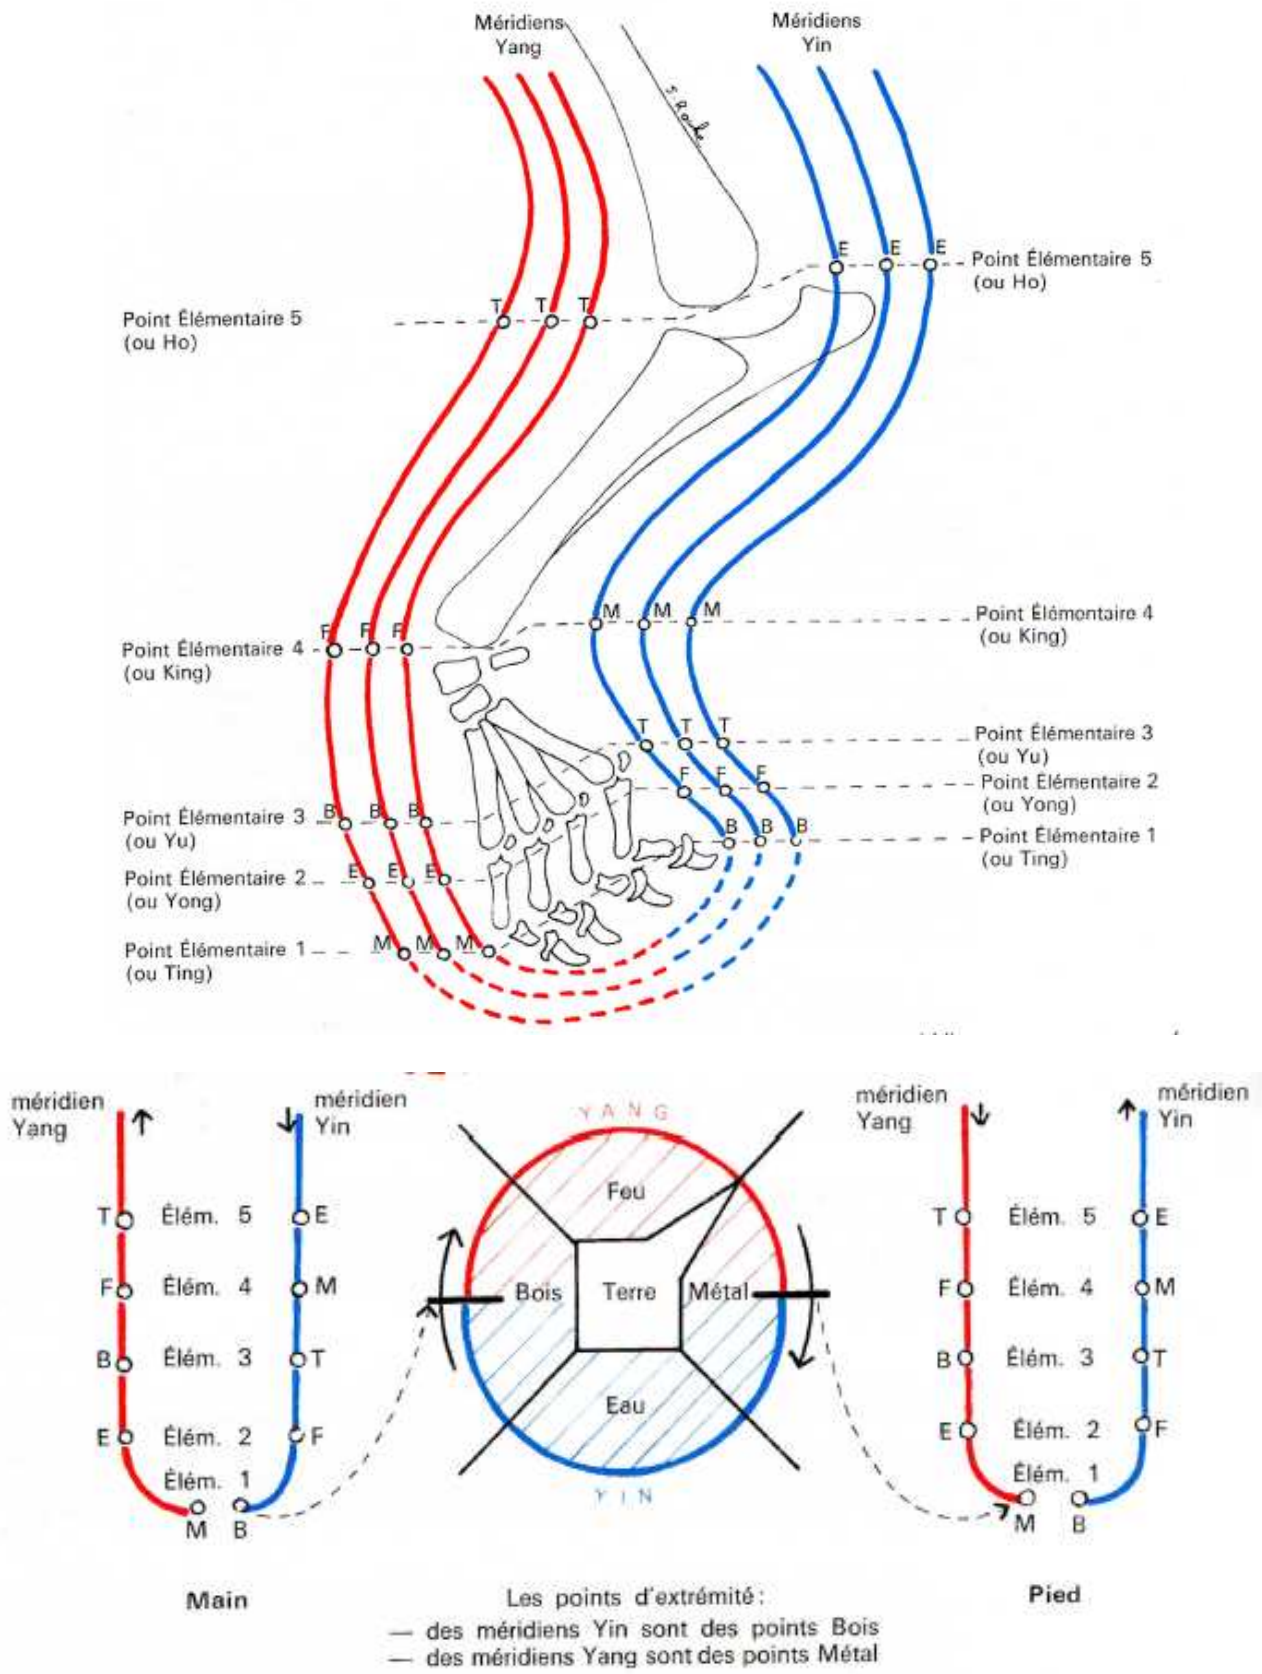 Méridiens
Yang
Méridiens
Yin
S. Roche
E E E
Point Élémentaire 5
(ou Ho)
T T T
Point Élémentaire 5
(ou Ho)
M M M
Point Élémentaire 4
(ou King)
F F F
Point Élémentaire 4
(ou King)
T T T
Point Élémentaire 3
(ou Yu)
F F F
Point Élémentaire 2
(ou Yong)
B B B
Point Élémentaire 3
(ou Yu)
B B B
Point Élémentaire 1
(ou Ting)
E E E
Point Élémentaire 2
(ou Yong)
M M M
Point Élémentaire 1
(ou Ting)
méridien
Yang
méridien
Yin
T Élém. 5 E
F Élém. 4 M
B Élém. 3 T
E Élém. 2 F
Élém. 1
M B
Main
YANG
Feu
Bois Terre Métal
Eau
YIN
méridien
Yang
méridien
Yin
T Élém. 5 E
F Élém. 4 M
B Élém. 3 T
E Élém. 2 F
Élém. 1
M B
Pied
Les points d'extrémité :
— des méridiens Yin sont des points Bois
— des méridiens Yang sont des points Métal